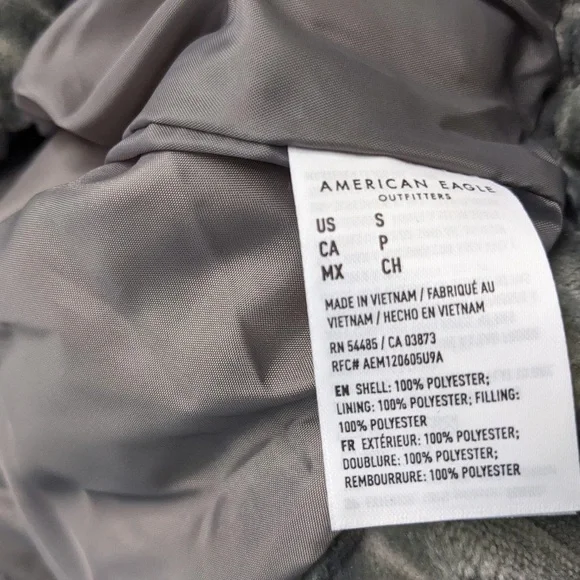 AMERICAN EAGLE
OUTFITTERS
US S
CA P
MX CH
MADE IN VIETNAM / FABRIQUÉ AU
VIETNAM / HECHO EN VIETNAM
RN 54485 / CA 03873
RFC# AEM120605U9A
EN SHELL: 100% POLYESTER;
LINING: 100% POLYESTER; FILLING:
100% POLYESTER
FR EXTÉRIEUR: 100% POLYESTER;
DOUBLURE: 100% POLYESTER;
REMBOURRURE: 100% POLYESTER